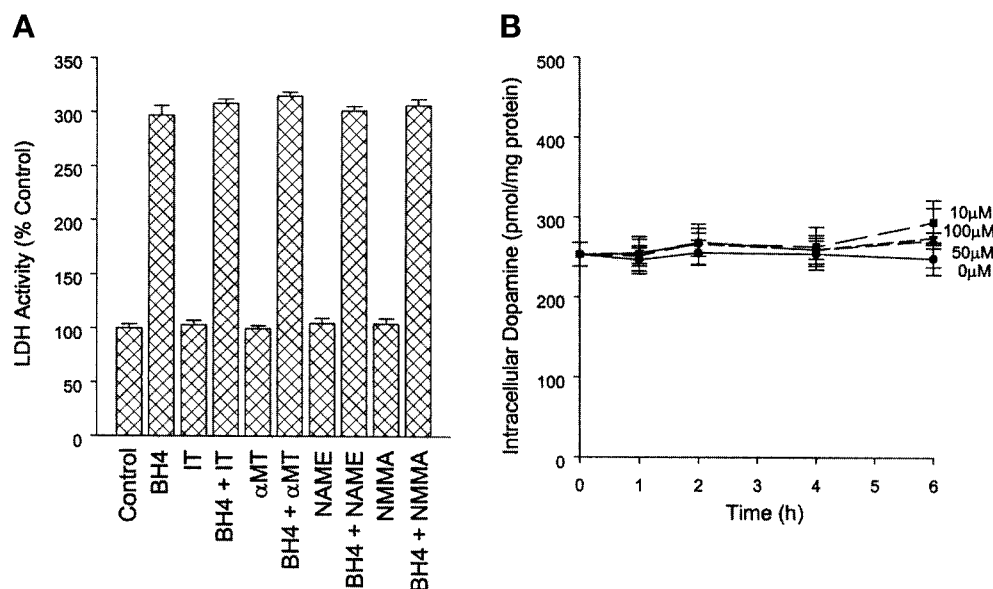 A
LDH Activity (% Control)
350
300
250
200
150
100
50
0
Control
BH4
IT
BH4 + IT
αMT
BH4 + αMT
NAME
BH4 + NAME
NMMA
BH4 + NMMA
B
Intracellular Dopamine (pmol/mg protein)
500
400
300
200
100
0
10μM
100μM
50μM
0μM
0
1
2
3
4
5
6
Time (h)